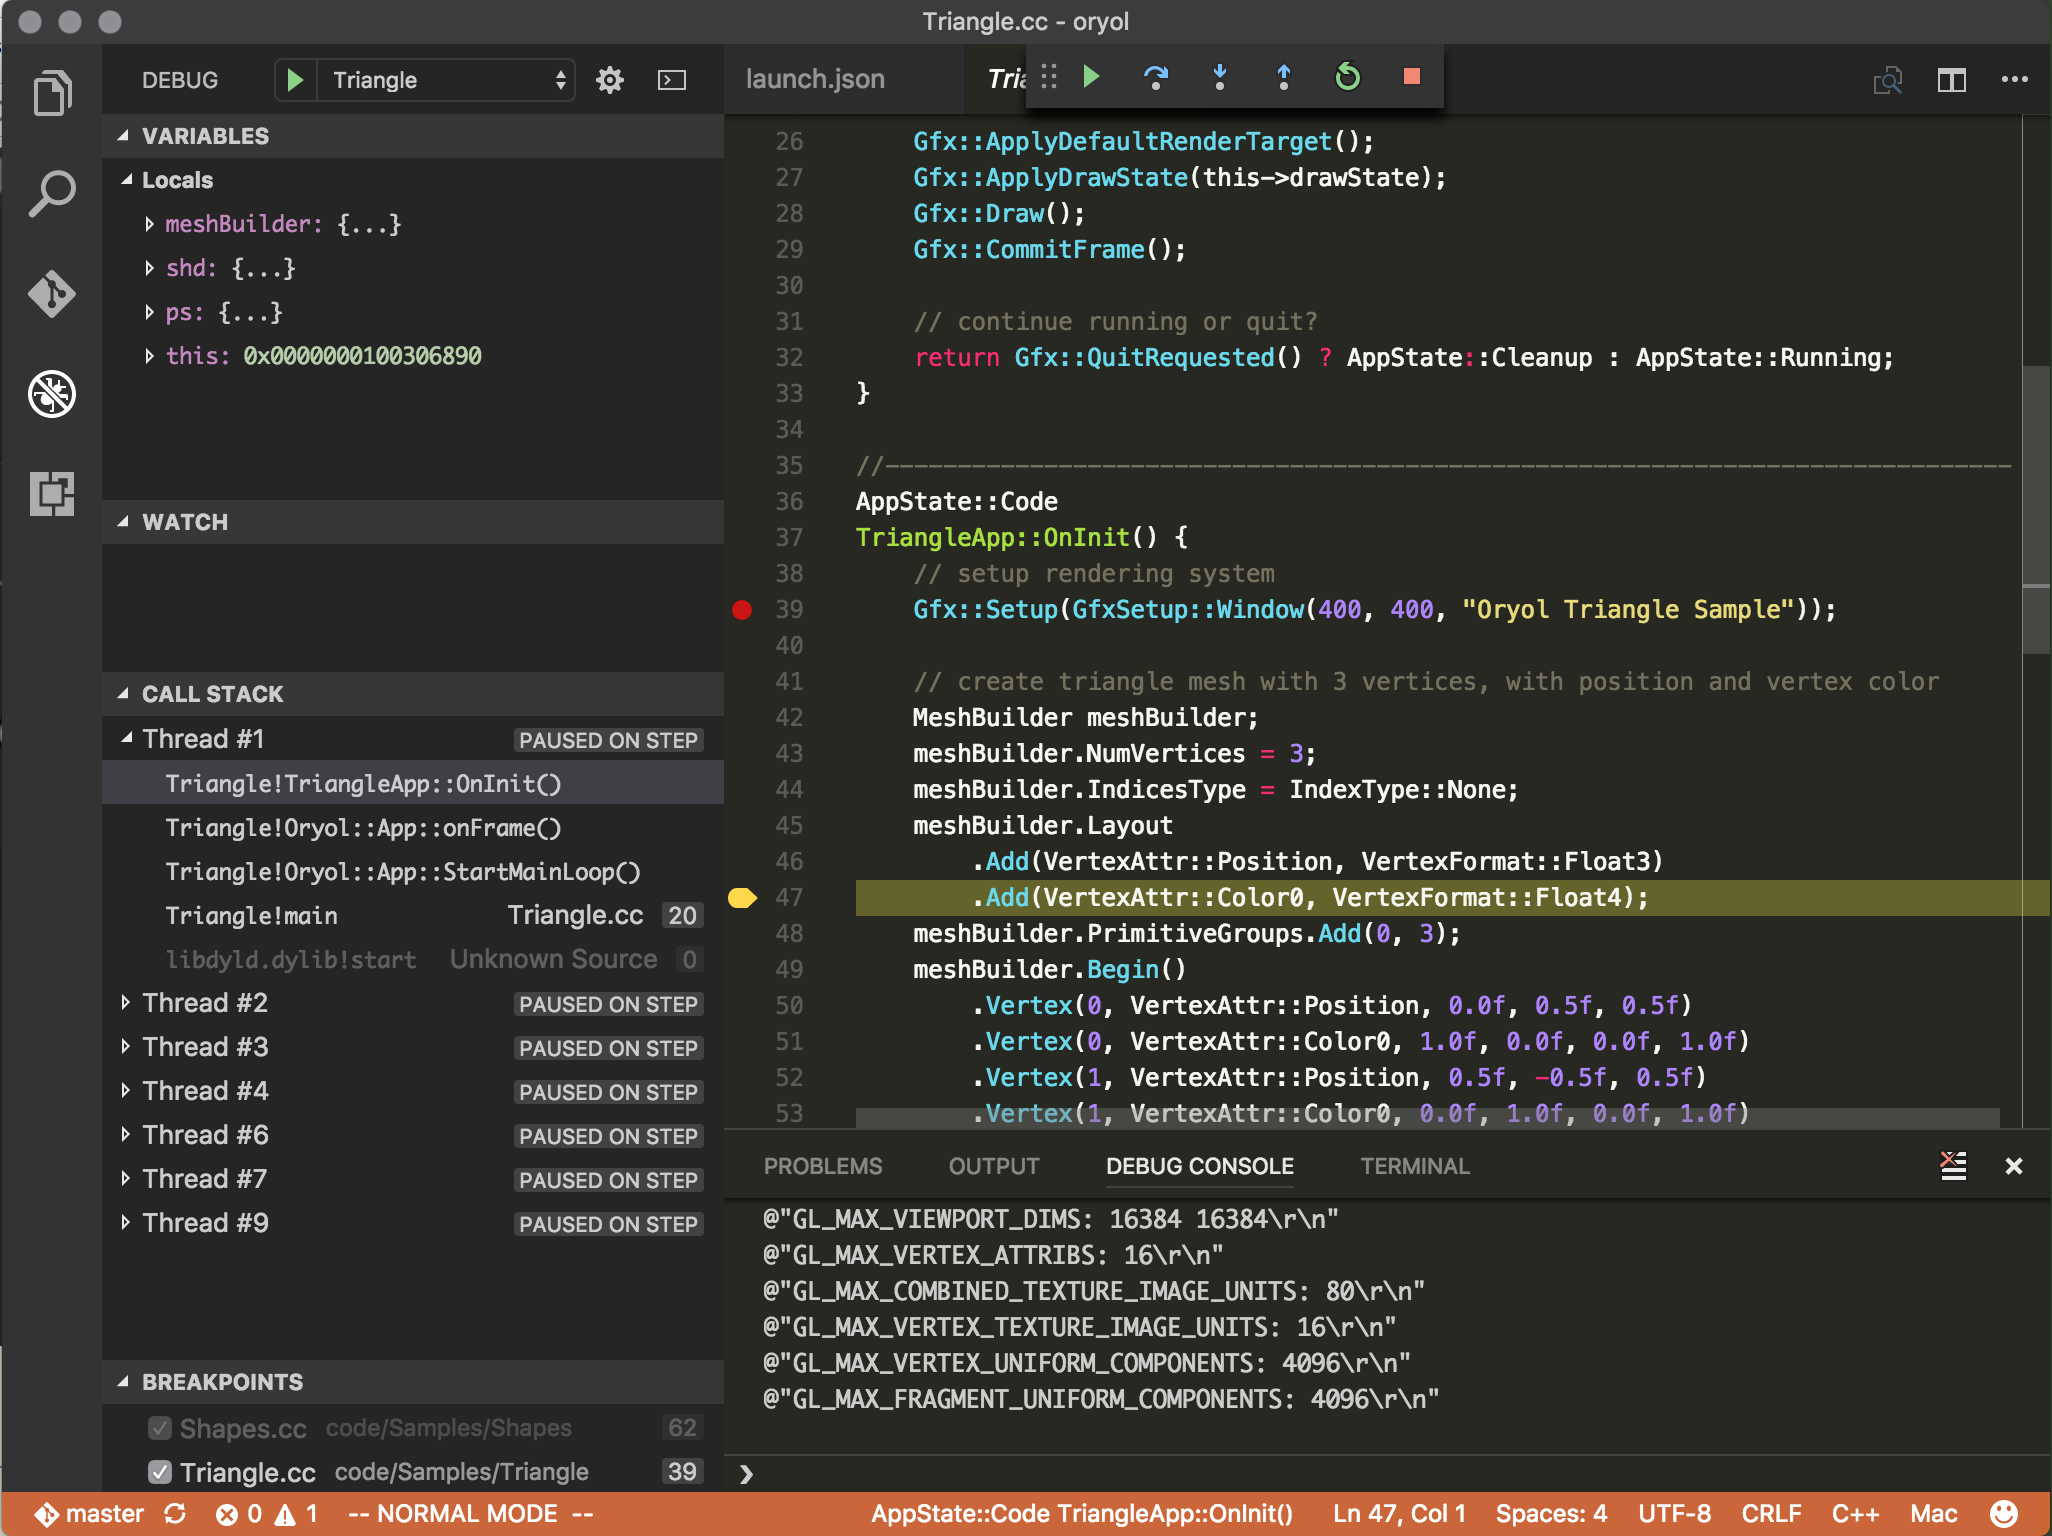 Triangle.cc - oryol
DEBUG Triangle
VARIABLES
Locals
meshBuilder: {...}
shd: {...}
ps: {...}
this: 0x0000000100306890
WATCH
CALL STACK
Thread #1 PAUSED ON STEP
Triangle!TriangleApp::OnInit()
Triangle!Oryol::App::onFrame()
Triangle!Oryol::App::StartMainLoop()
Triangle!main Triangle.cc 20
libdyld.dylib!start Unknown Source 0
Thread #2 PAUSED ON STEP
Thread #3 PAUSED ON STEP
Thread #4 PAUSED ON STEP
Thread #6 PAUSED ON STEP
Thread #7 PAUSED ON STEP
Thread #9 PAUSED ON STEP
BREAKPOINTS
Shapes.cc code/Samples/Shapes 62
Triangle.cc code/Samples/Triangle 39
launch.json Tria
26 Gfx::ApplyDefaultRenderTarget();
27 Gfx::ApplyDrawState(this->drawState);
28 Gfx::Draw();
29 Gfx::CommitFrame();
30
31 // continue running or quit?
32 return Gfx::QuitRequested() ? AppState::Cleanup : AppState::Running;
33 }
34
35 //------------------------------------------------------------------------------
36 AppState::Code
37 TriangleApp::OnInit() {
38 // setup rendering system
39 Gfx::Setup(GfxSetup::Window(400, 400, "Oryol Triangle Sample"));
40
41 // create triangle mesh with 3 vertices, with position and vertex color
42 MeshBuilder meshBuilder;
43 meshBuilder.NumVertices = 3;
44 meshBuilder.IndicesType = IndexType::None;
45 meshBuilder.Layout
46 .Add(VertexAttr::Position, VertexFormat::Float3)
47 .Add(VertexAttr::Color0, VertexFormat::Float4);
48 meshBuilder.PrimitiveGroups.Add(0, 3);
49 meshBuilder.Begin()
50 .Vertex(0, VertexAttr::Position, 0.0f, 0.5f, 0.5f)
51 .Vertex(0, VertexAttr::Color0, 1.0f, 0.0f, 0.0f, 1.0f)
52 .Vertex(1, VertexAttr::Position, 0.5f, -0.5f, 0.5f)
53 .Vertex(1, VertexAttr::Color0, 0.0f, 1.0f, 0.0f, 1.0f)
PROBLEMS OUTPUT DEBUG CONSOLE TERMINAL
@"GL_MAX_VIEWPORT_DIMS: 16384 16384\r\n"
@"GL_MAX_VERTEX_ATTRIBS: 16\r\n"
@"GL_MAX_COMBINED_TEXTURE_IMAGE_UNITS: 80\r\n"
@"GL_MAX_VERTEX_TEXTURE_IMAGE_UNITS: 16\r\n"
@"GL_MAX_VERTEX_UNIFORM_COMPONENTS: 4096\r\n"
@"GL_MAX_FRAGMENT_UNIFORM_COMPONENTS: 4096\r\n"
master 0 1 -- NORMAL MODE -- AppState::Code TriangleApp::OnInit() Ln 47, Col 1 Spaces: 4 UTF-8 CRLF C++ Mac